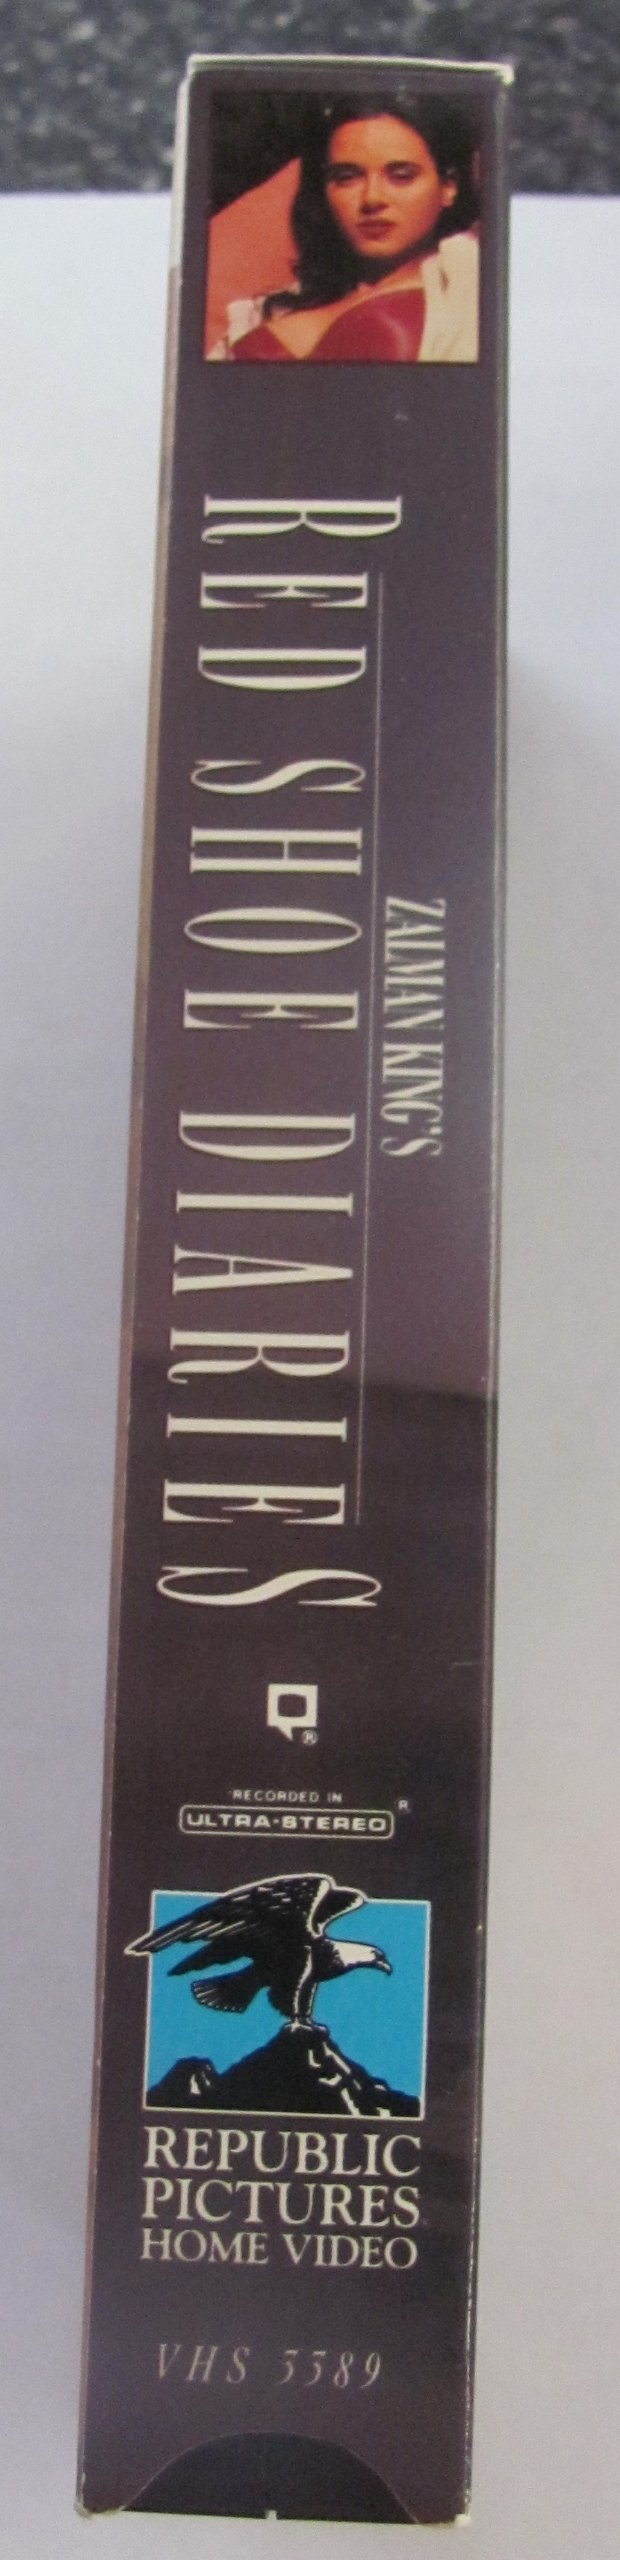 ZALMAN KING'S
RED SHOE DIARIES
®
RECORDED IN
ULTRA-STEREO
R
REPUBLIC
PICTURES
HOME VIDEO
VHS 3389